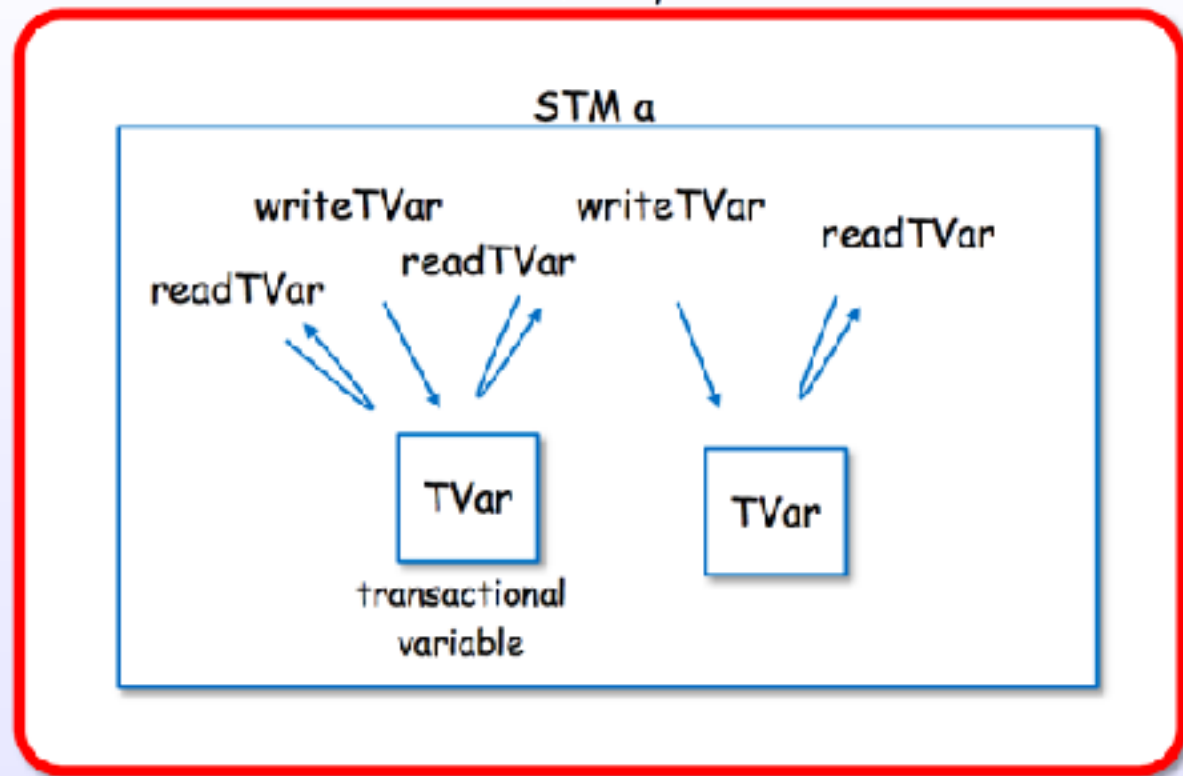 STM a
writeTVar
writeTVar
readTVar
readTVar
readTVar
TVar
TVar
transactional
variable